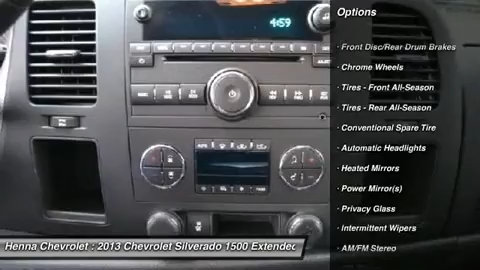 4:59
Options
· Front Disc/Rear Drum Brakes
· Chrome Wheels
· Tires - Front All-Season
· Tires - Rear All-Season
· Conventional Spare Tire
· Automatic Headlights
· Heated Mirrors
· Power Mirror(s)
· Privacy Glass
· Intermittent Wipers
· AM/FM Stereo
AUTO
Henna Chevrolet : 2013 Chevrolet Silverado 1500 Extended